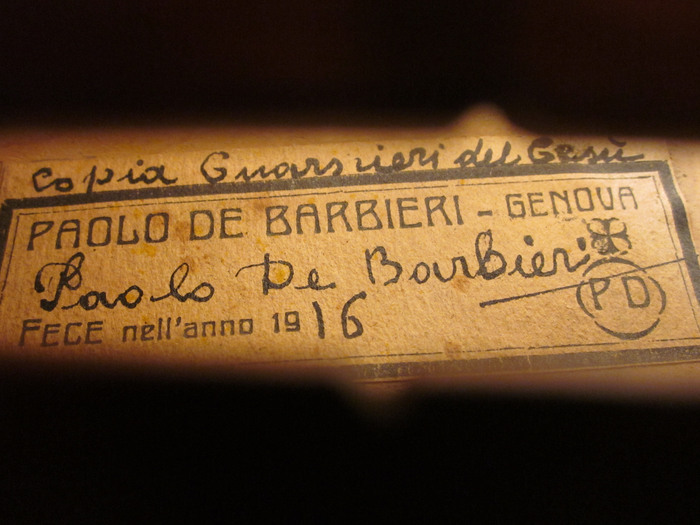 copia Guarnieri del Gesù
PAOLO DE BARBIERI - GENOVA
Paolo De Barbieri
PD
FECE nell'anno 1916